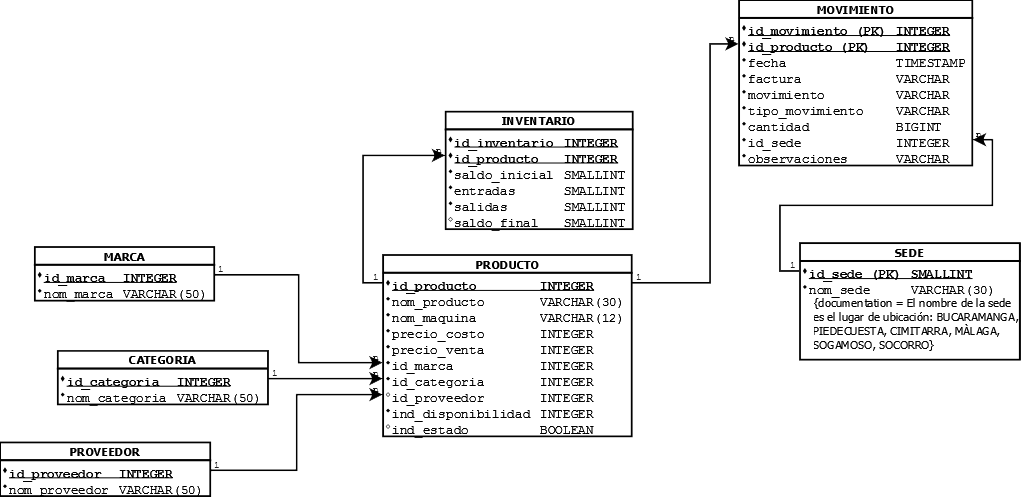 MOVIMIENTO
id_movimiento (PK) INTEGER
id_producto (PK) INTEGER
fecha TIMESTAMP
factura VARCHAR
movimiento VARCHAR
tipo_movimiento VARCHAR
cantidad BIGINT
id_sede INTEGER
observaciones VARCHAR
INVENTARIO
id_inventario INTEGER
id_producto INTEGER
saldo_inicial SMALLINT
entradas SMALLINT
salidas SMALLINT
saldo_final SMALLINT
MARCA
id_marca INTEGER
nom_marca VARCHAR(50)
1
PRODUCTO
id_producto INTEGER
nom_producto VARCHAR(30)
nom_maquina VARCHAR(12)
precio_costo INTEGER
precio_venta INTEGER
id_marca INTEGER
id_categoria INTEGER
id_proveedor INTEGER
ind_disponibilidad INTEGER
ind_estado BOOLEAN
1
1
SEDE
id_sede (PK) SMALLINT
nom_sede VARCHAR(30)
{documentation = El nombre de la sede
es el lugar de ubicación: BUCARAMANGA,
PIEDECUESTA, CIMITARRA, MÀLAGA,
SOGAMOSO, SOCORRO}
1
CATEGORIA
id_categoria INTEGER
nom_categoria VARCHAR(50)
1
PROVEEDOR
id_proveedor INTEGER
nom_proveedor VARCHAR(50)
1